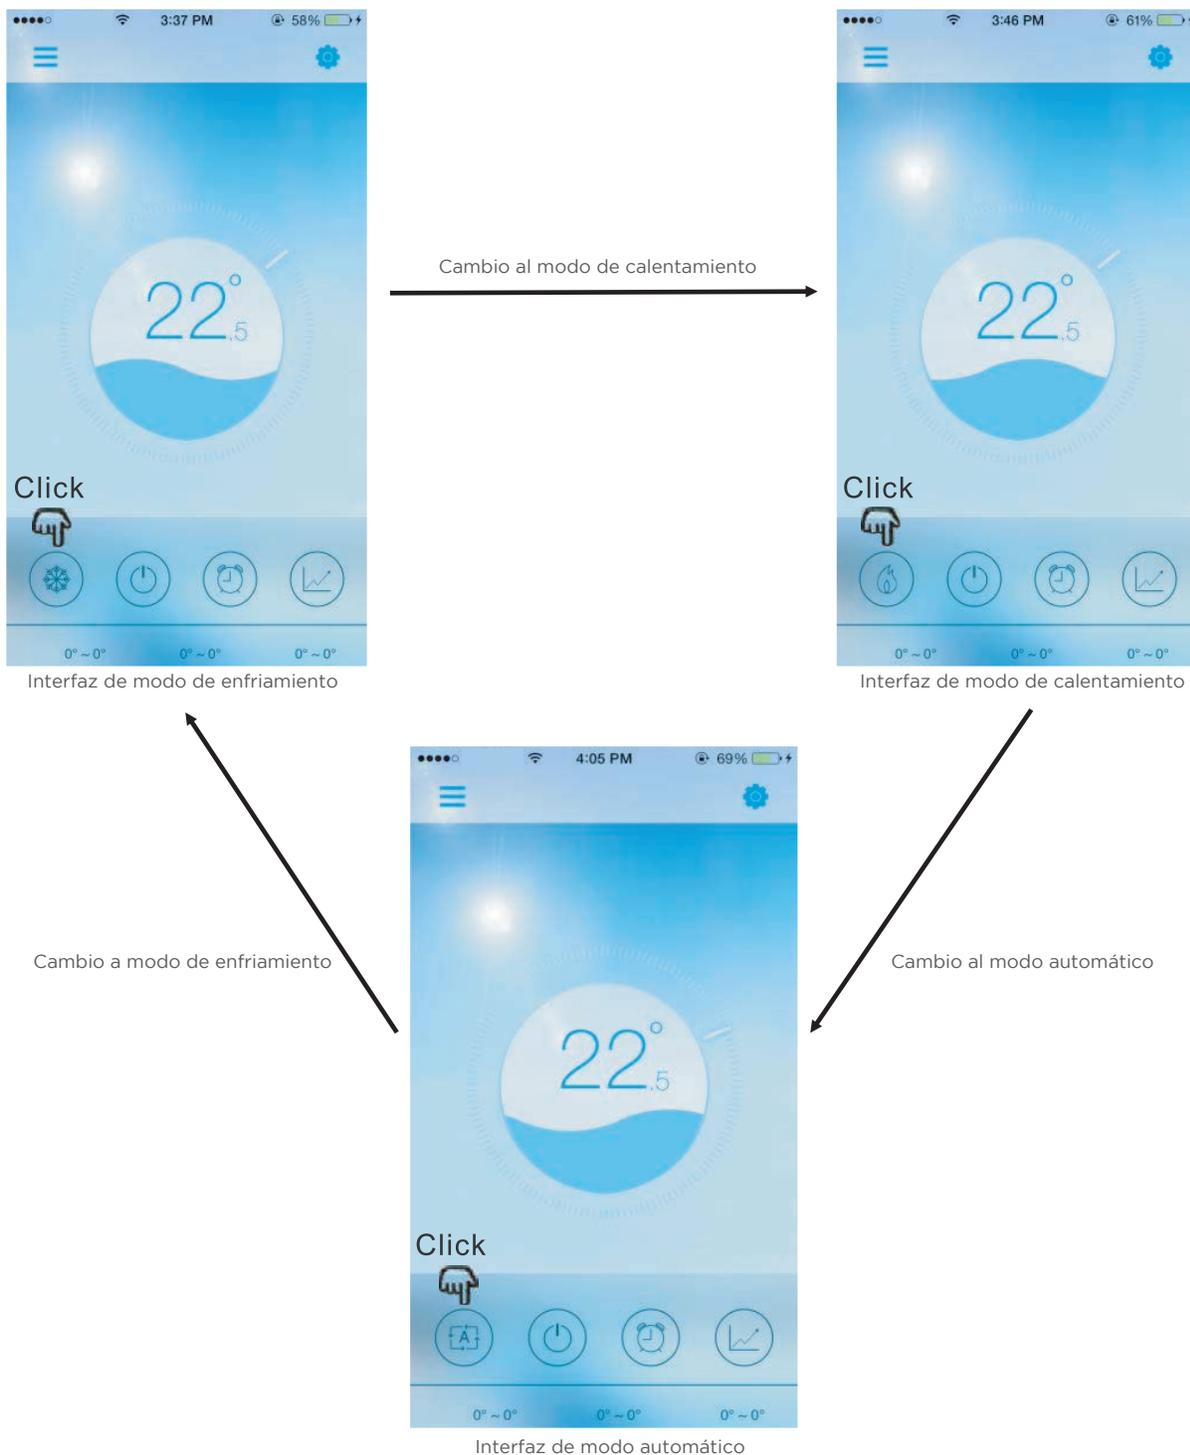 3:37 PM 58%
22°
.5
Click
0° ~ 0° 0° ~ 0° 0° ~ 0°
Interfaz de modo de enfriamiento
Cambio al modo de calentamiento
3:46 PM 61%
22°
.5
Click
0° ~ 0° 0° ~ 0° 0° ~ 0°
Interfaz de modo de calentamiento
Cambio a modo de enfriamiento
4:05 PM 69%
22°
.5
Click
A
0° ~ 0° 0° ~ 0° 0° ~ 0°
Interfaz de modo automático
Cambio al modo automático